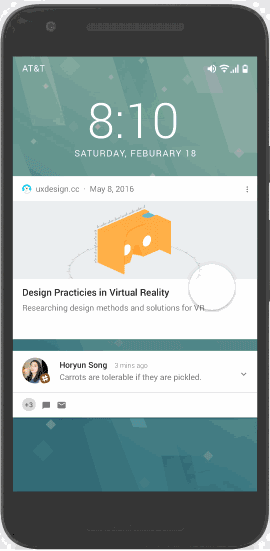 AT&T
8:10
SATURDAY, FEBURARY 18
uxdesign.cc · May 8, 2016
Design Practicies in Virtual Reality
Researching design methods and solutions for VR
Horyun Song 3 mins ago
Carrots are tolerable if they are pickled.
+3